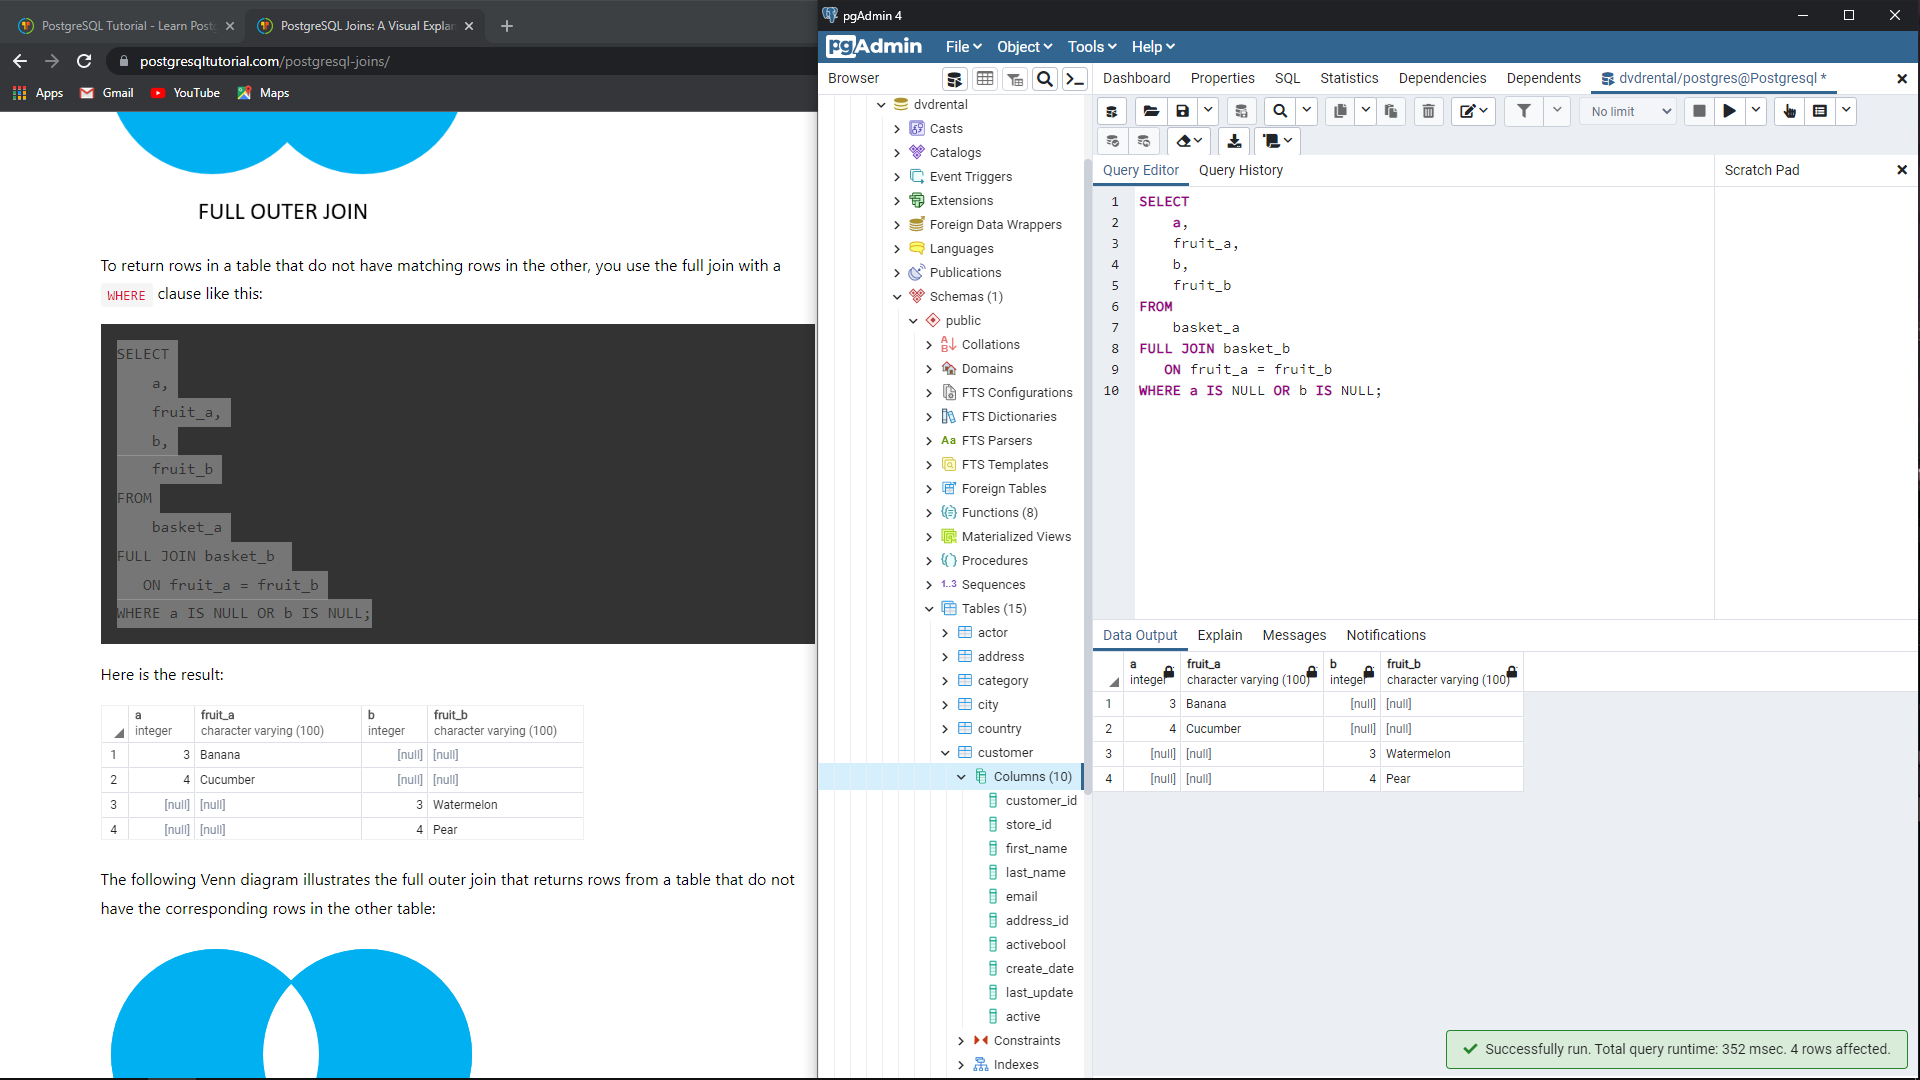 PostgreSQL Tutorial - Learn Post
PostgreSQL Joins: A Visual Explan
postgresqltutorial.com/postgresql-joins/
Apps
Gmail
YouTube
Maps
FULL OUTER JOIN
To return rows in a table that do not have matching rows in the other, you use the full join with a
WHERE clause like this:
SELECT
a,
fruit_a,
b,
fruit_b
FROM
basket_a
FULL JOIN basket_b
ON fruit_a = fruit_b
WHERE a IS NULL OR b IS NULL;
Here is the result:
a fruit_a b fruit_b
integer character varying (100) integer character varying (100)
1 3 Banana [null] [null]
2 4 Cucumber [null] [null]
3 [null] [null] 3 Watermelon
4 [null] [null] 4 Pear
The following Venn diagram illustrates the full outer join that returns rows from a table that do not
have the corresponding rows in the other table:
pgAdmin 4
pgAdmin File Object Tools Help
Browser
dvdrental
Casts
Catalogs
Event Triggers
Extensions
Foreign Data Wrappers
Languages
Publications
Schemas (1)
public
Collations
Domains
FTS Configurations
FTS Dictionaries
Aa FTS Parsers
FTS Templates
Foreign Tables
Functions (8)
Materialized Views
Procedures
1..3 Sequences
Tables (15)
actor
address
category
city
country
customer
Columns (10)
customer_id
store_id
first_name
last_name
email
address_id
activebool
create_date
last_update
active
Constraints
Indexes
Dashboard Properties SQL Statistics Dependencies Dependents dvdrental/postgres@Postgresql *
No limit
Query Editor Query History
Scratch Pad
1 SELECT
2 a,
3 fruit_a,
4 b,
5 fruit_b
6 FROM
7 basket_a
8 FULL JOIN basket_b
9 ON fruit_a = fruit_b
10 WHERE a IS NULL OR b IS NULL;
Data Output Explain Messages Notifications
a fruit_a b fruit_b
integer character varying (100) integer character varying (100)
1 3 Banana [null] [null]
2 4 Cucumber [null] [null]
3 [null] [null] 3 Watermelon
4 [null] [null] 4 Pear
Successfully run. Total query runtime: 352 msec. 4 rows affected.